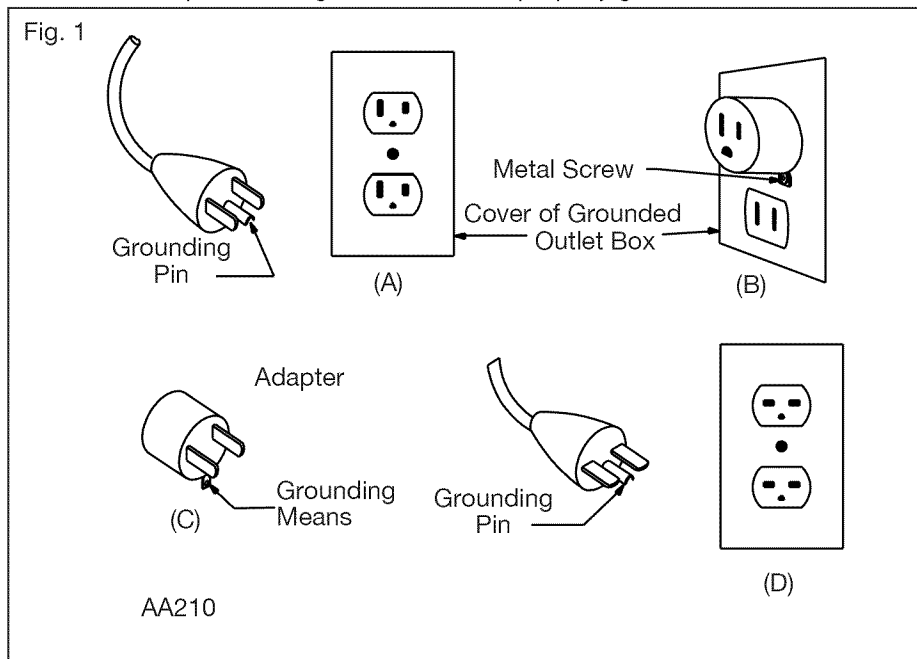 Fig. 1
Metal Screw
Cover of Grounded
Outlet Box
Grounding
Pin
(A)
(B)
Adapter
Grounding
Means
(C)
Grounding
Pin
(D)
AA210